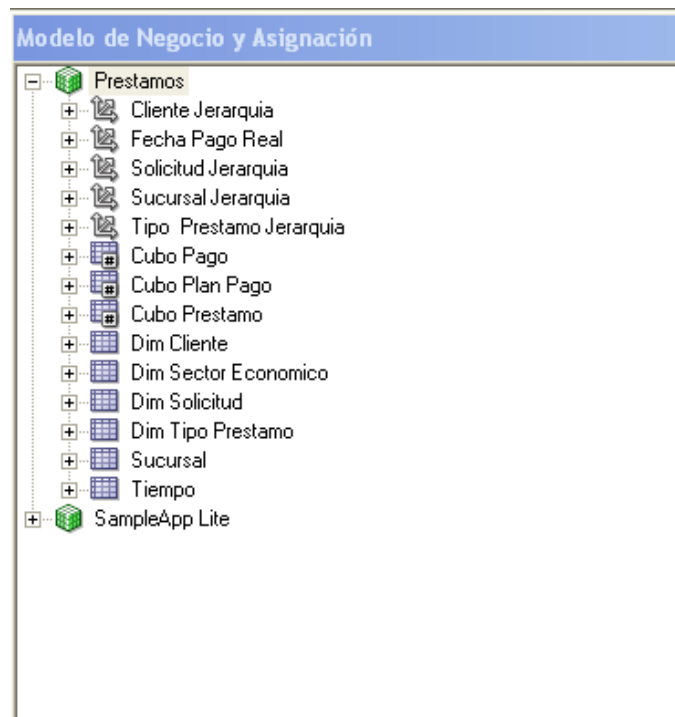 Modelo de Negocio y Asignación
Prestamos
Cliente Jerarquia
Fecha Pago Real
Solicitud Jerarquia
Sucursal Jerarquia
Tipo Prestamo Jerarquia
Cubo Pago
Cubo Plan Pago
Cubo Prestamo
Dim Cliente
Dim Sector Economico
Dim Solicitud
Dim Tipo Prestamo
Sucursal
Tiempo
SampleApp Lite